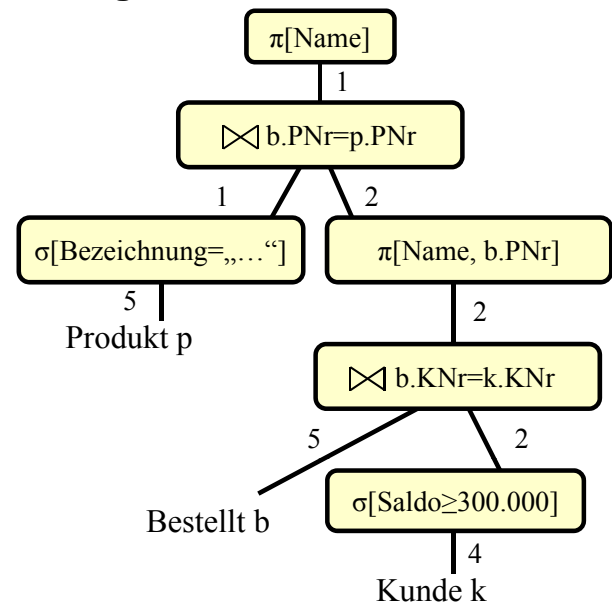 π[Name]
1
⋈ b.PNr=p.PNr
1 2
σ[Bezeichnung=„…“] π[Name, b.PNr]
5 2
Produkt p
⋈ b.KNr=k.KNr
5 2
Bestellt b σ[Saldo≥300.000]
4
Kunde k